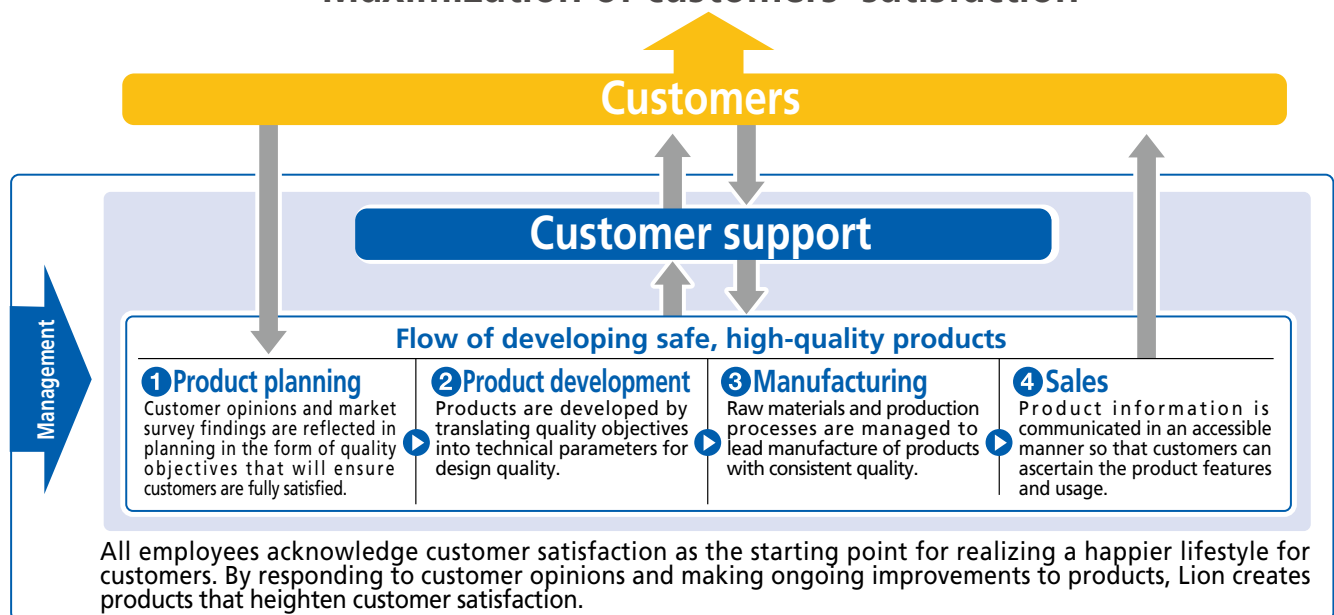 Maximization of customers' satisfaction
Customers
Customer support
Management
Flow of developing safe, high-quality products
1 Product planning
Customer opinions and market
survey findings are reflected in
planning in the form of quality
objectives that will ensure
customers are fully satisfied.
2 Product development
Products are developed by
translating quality objectives
into technical parameters for
design quality.
3 Manufacturing
Raw materials and production
processes are managed to
lead manufacture of products
with consistent quality.
4 Sales
Product information is
communicated in an accessible
manner so that customers can
ascertain the product features
and usage.
All employees acknowledge customer satisfaction as the starting point for realizing a happier lifestyle for
customers. By responding to customer opinions and making ongoing improvements to products, Lion creates
products that heighten customer satisfaction.